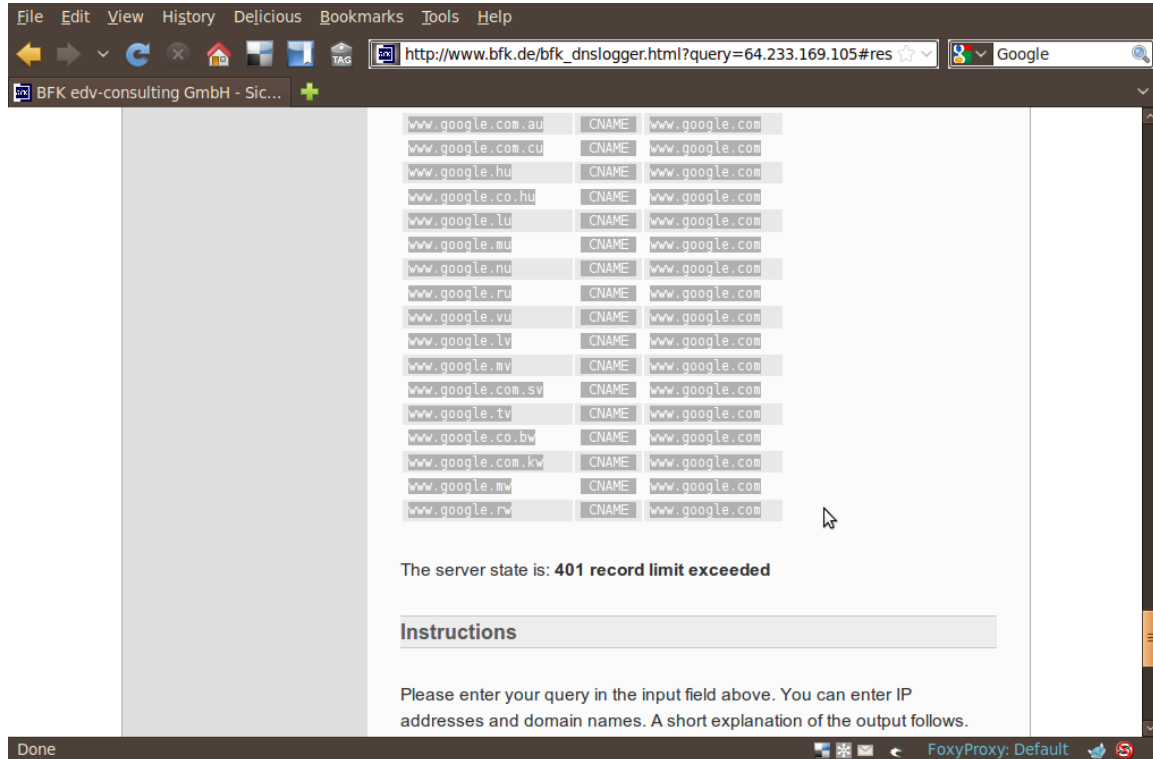 File Edit View History Delicious Bookmarks Tools Help
TAG http://www.bfk.de/bfk_dnslogger.html?query=64.233.169.105#res Google
BFK edv-consulting GmbH - Sic...
www.google.com.au CNAME www.google.com
www.google.com.cu CNAME www.google.com
www.google.hu CNAME www.google.com
www.google.co.hu CNAME www.google.com
www.google.lu CNAME www.google.com
www.google.mu CNAME www.google.com
www.google.nu CNAME www.google.com
www.google.ru CNAME www.google.com
www.google.vu CNAME www.google.com
www.google.lv CNAME www.google.com
www.google.mv CNAME www.google.com
www.google.com.sv CNAME www.google.com
www.google.tv CNAME www.google.com
www.google.co.bw CNAME www.google.com
www.google.com.kw CNAME www.google.com
www.google.mw CNAME www.google.com
www.google.rw CNAME www.google.com
The server state is: 401 record limit exceeded
Instructions
Please enter your query in the input field above. You can enter IP
addresses and domain names. A short explanation of the output follows.
Done FoxyProxy: Default